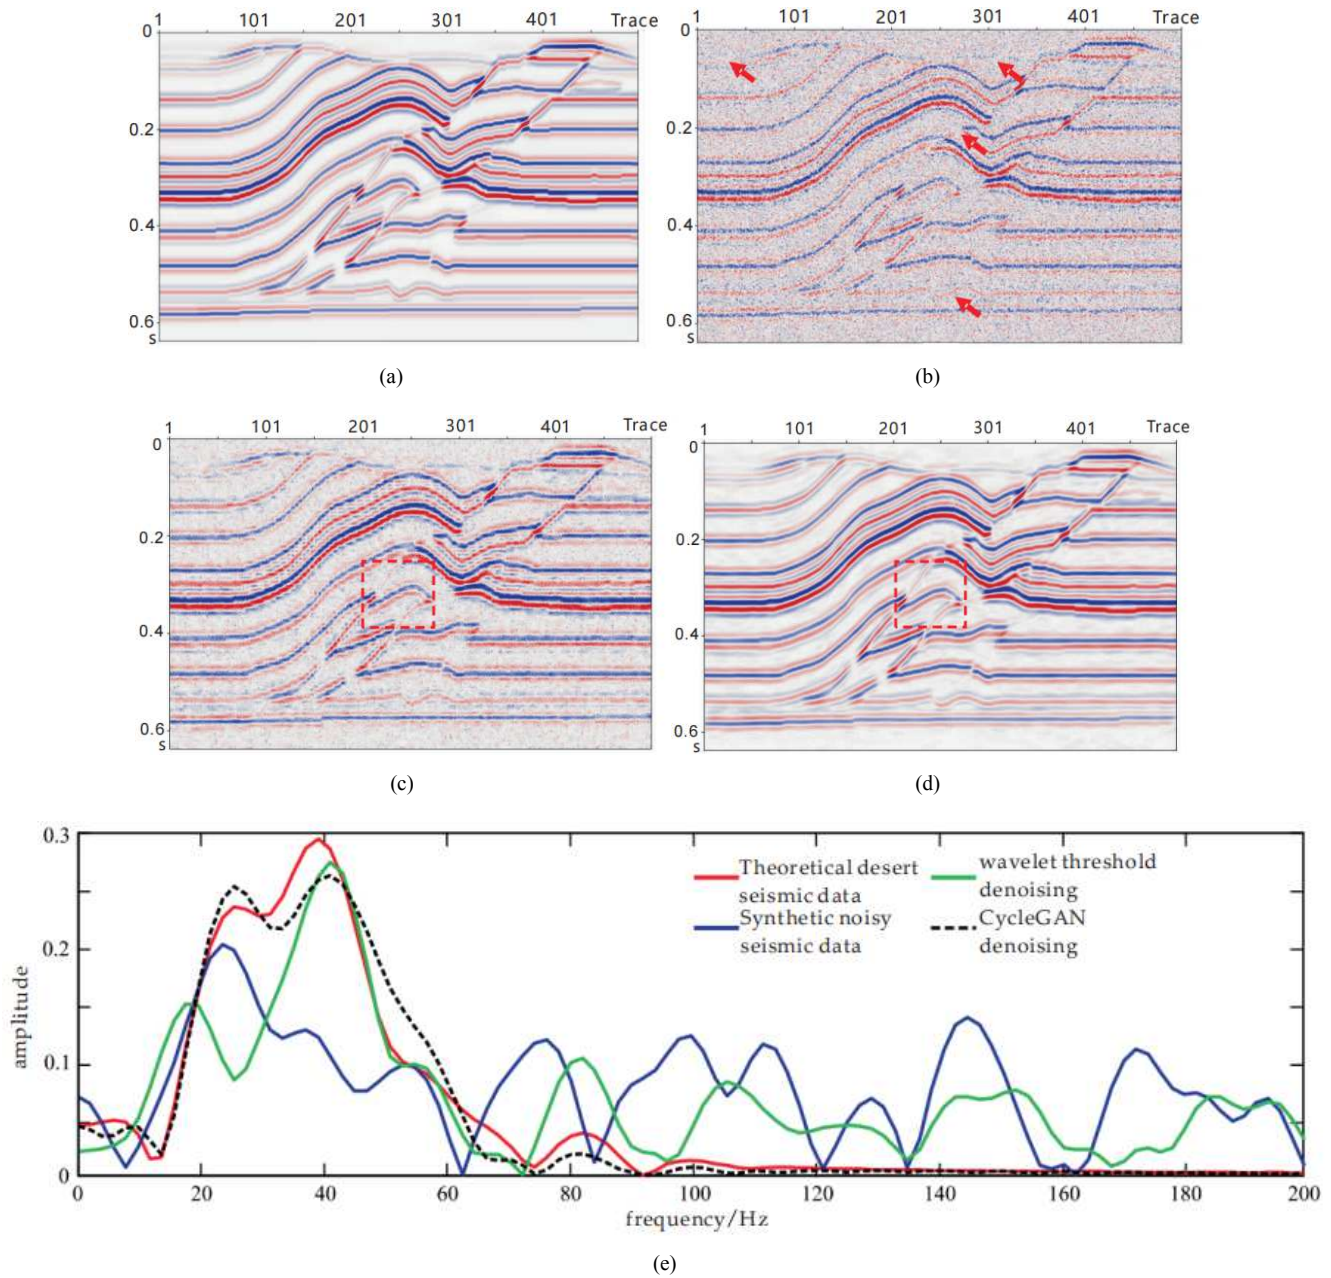 1 101 201 301 401 Trace
0
0.2
0.4
0.6
s
(a)
1 101 201 301 401 Trace
0
0.2
0.4
0.6
s
(b)
1 101 201 301 401 Trace
0
0.2
0.4
0.6
s
(c)
1 101 201 301 401 Trace
0
0.2
0.4
0.6
s
(d)
0.3
0.2
0.1
0
amplitude
Theoretical desert
seismic data
Synthetic noisy
seismic data
wavelet threshold
denoising
CycleGAN
denoising
0 20 40 60 80 100 120 140 160 180 200
frequency/Hz
(e)